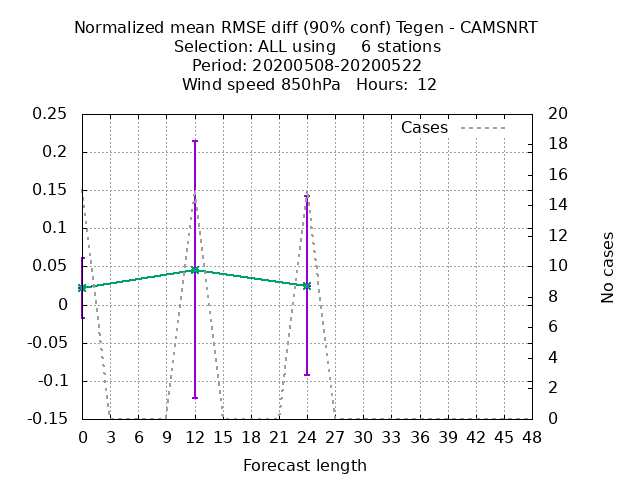 Normalized mean RMSE diff (90% conf) Tegen - CAMSNRT
Selection: ALL using     6 stations
Period: 20200508-20200522
Wind speed 850hPa   Hours:  12
Cases
0.25
0.2
0.15
0.1
0.05
0
-0.05
-0.1
-0.15
20
18
16
14
12
10
8
6
4
2
0
No cases
0 3 6 9 12 15 18 21 24 27 30 33 36 39 42 45 48
Forecast length